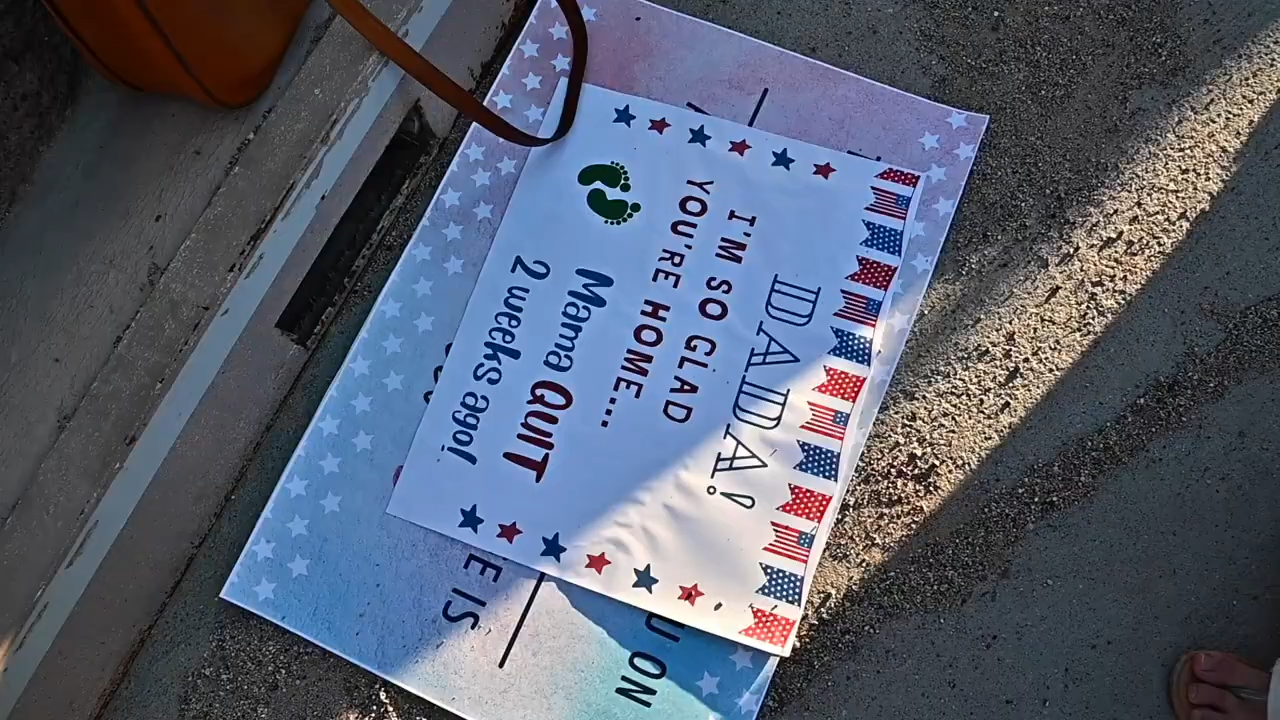 DADA!
I'M SO GLAD
YOU'RE HOME...
Mama QUIT
2 weeks ago!
U ON
E IS